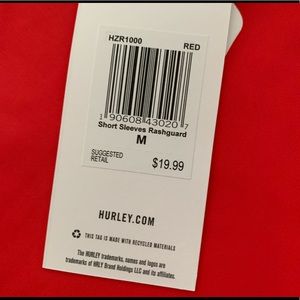 HZR1000 RED
1 90608 43020 7
Short Sleeves Rashguard
M
SUGGESTED
RETAIL $19.99
HURLEY.COM
THIS TAG IS MADE WITH RECYCLED MATERIALS
The HURLEY trademarks, names and logos are
trademarks of HRLY Brand Holdings LLC and its affiliates.